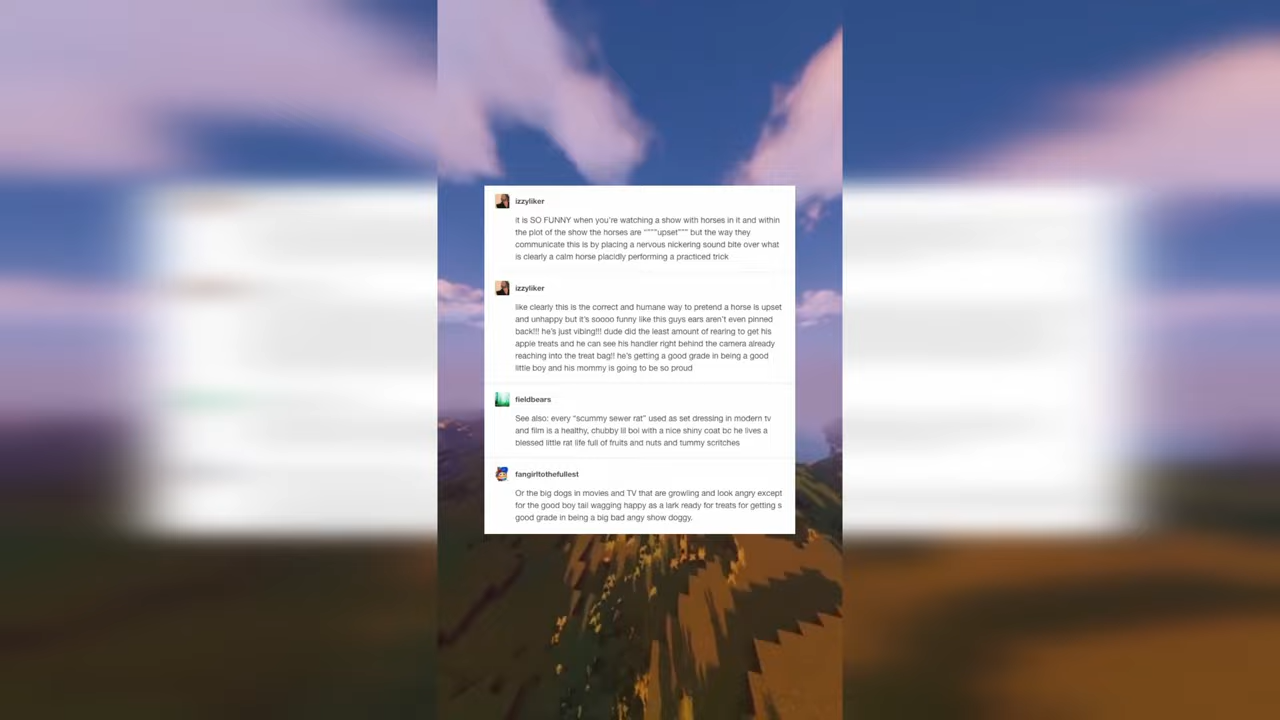 izzyliker
it is SO FUNNY when you're watching a show with horses in it and within
the plot of the show the horses are """"upset""" but the way they
communicate this is by placing a nervous nickering sound bite over what
is clearly a calm horse placidly performing a practiced trick
izzyliker
like clearly this is the correct and humane way to pretend a horse is upset
and unhappy but it's soooo funny like this guys ears aren't even pinned
back!!! he's just vibing!!! dude did the least amount of rearing to get his
apple treats and he can see his handler right behind the camera already
reaching into the treat bag!! he's getting a good grade in being a good
little boy and his mommy is going to be so proud
fieldbears
See also: every "scummy sewer rat" used as set dressing in modern tv
and film is a healthy, chubby lil boi with a nice shiny coat bc he lives a
blessed little rat life full of fruits and nuts and tummy scritches
fangirltothefullest
Or the big dogs in movies and TV that are growling and look angry except
for the good boy tail wagging happy as a lark ready for treats for getting s
good grade in being a big bad angy show doggy.